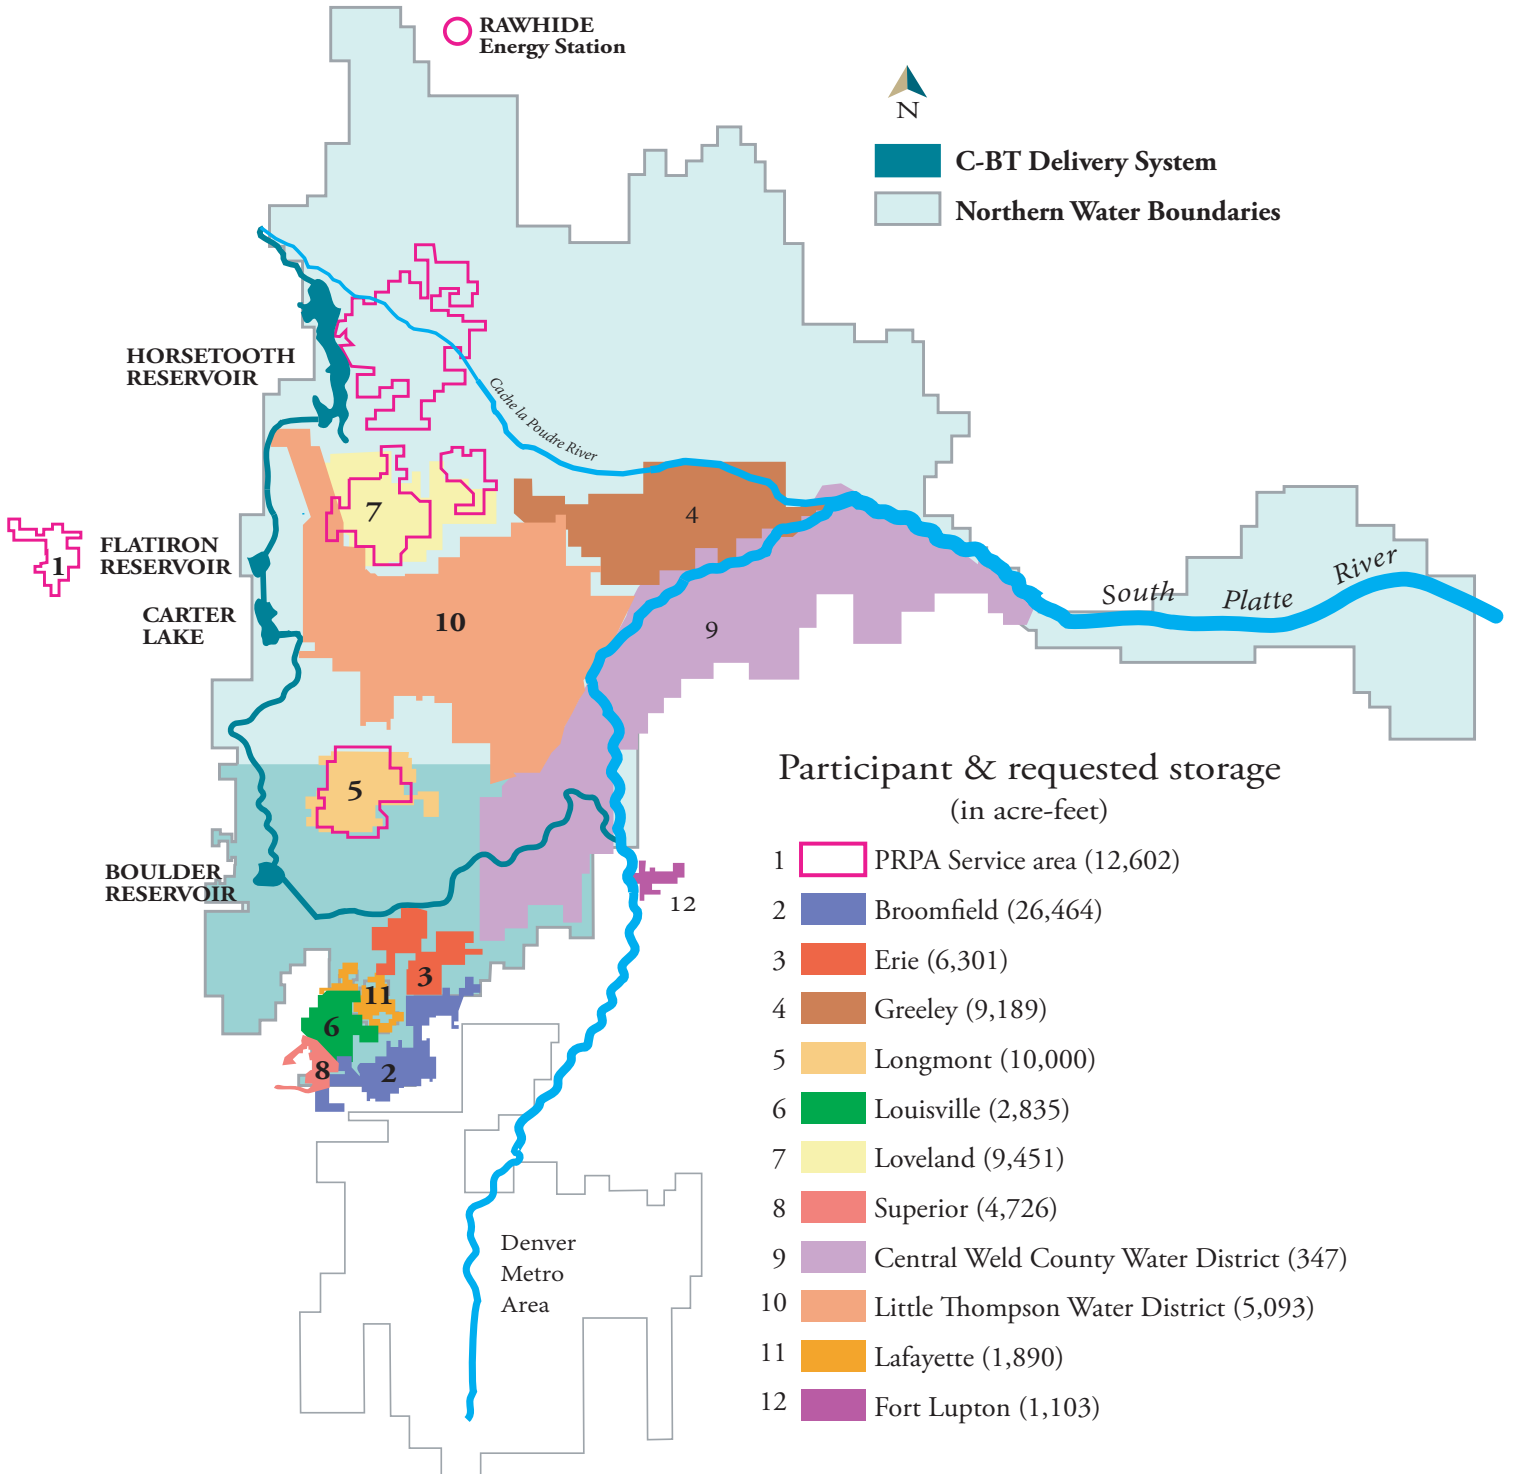 RAWHIDE
Energy Station
N
C-BT Delivery System
Northern Water Boundaries
HORSETOOTH
RESERVOIR
Cache la Poudre River
7
4
1
FLATIRON
RESERVOIR
CARTER
LAKE
10
9
South Platte River
5
BOULDER
RESERVOIR
12
3
11
6
8
2
Denver
Metro
Area
Participant & requested storage
(in acre-feet)
1 PRPA Service area (12,602)
2 Broomfield (26,464)
3 Erie (6,301)
4 Greeley (9,189)
5 Longmont (10,000)
6 Louisville (2,835)
7 Loveland (9,451)
8 Superior (4,726)
9 Central Weld County Water District (347)
10 Little Thompson Water District (5,093)
11 Lafayette (1,890)
12 Fort Lupton (1,103)